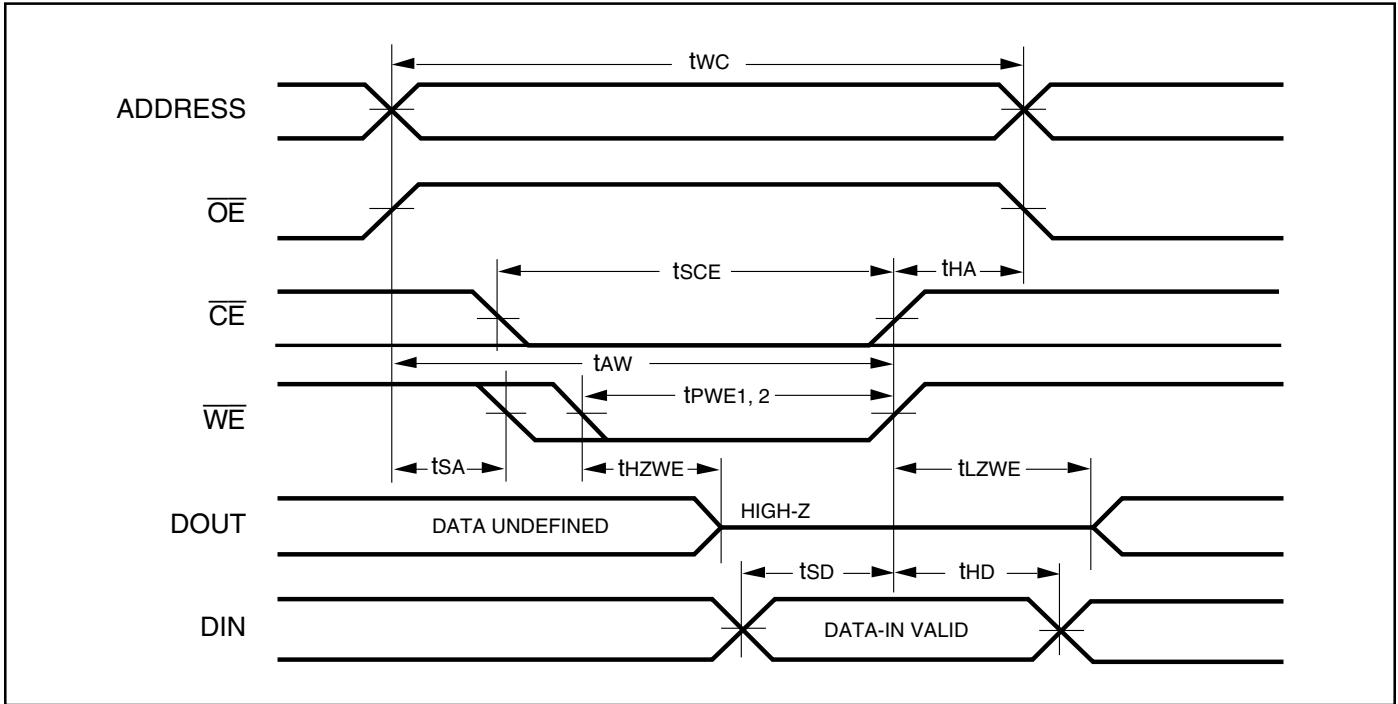 tWC
ADDRESS
OE
tSCE
tHA
CE
tAW
tPWE1, 2
WE
tSA
tHZWE
tLZWE
HIGH-Z
DOUT
DATA UNDEFINED
tSD
tHD
DIN
DATA-IN VALID